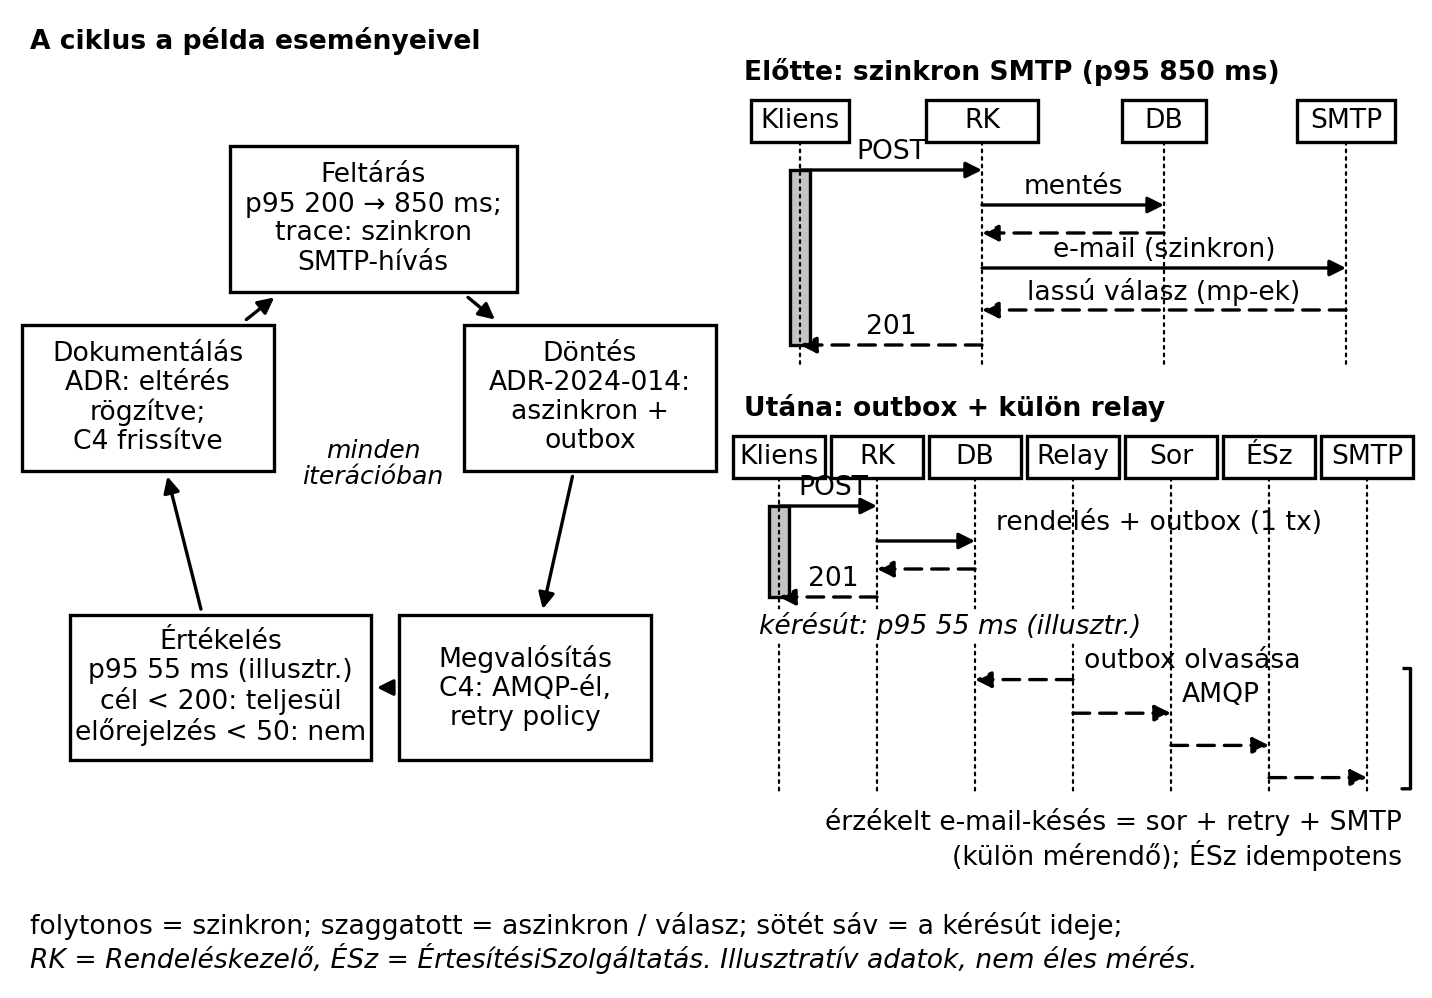 A ciklus a példa eseményeivel
Feltárás
p95 200 → 850 ms;
trace: szinkron
SMTP-hívás
Dokumentálás
ADR: eltérés
rögzítve;
C4 frissítve
Döntés
ADR-2024-014:
aszinkron +
outbox
minden
iterációban
Értékelés
p95 55 ms (illusztr.)
cél < 200: teljesül
előrejelzés < 50: nem
Megvalósítás
C4: AMQP-él,
retry policy
Előtte: szinkron SMTP (p95 850 ms)
Kliens RK DB SMTP
POST
mentés
e-mail (szinkron)
lassú válasz (mp-ek)
201
Utána: outbox + külön relay
Kliens RK DB Relay Sor ÉSz SMTP
POST
rendelés + outbox (1 tx)
201
kérésút: p95 55 ms (illusztr.)
outbox olvasása
AMQP
érzékelt e-mail-késés = sor + retry + SMTP
(külön mérendő); ÉSz idempotens
folytonos = szinkron; szaggatott = aszinkron / válasz; sötét sáv = a kérésút ideje;
RK = Rendeléskezelő, ÉSz = ÉrtesítésiSzolgáltatás. Illusztratív adatok, nem éles mérés.